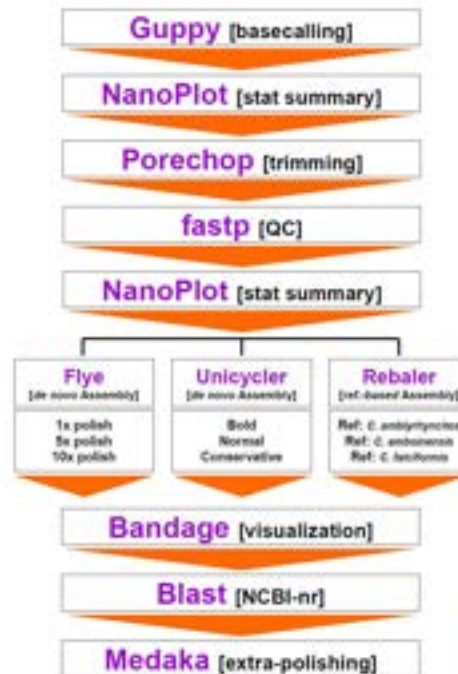 Guppy [basecalling]
NanoPlot [stat summary]
Porechop [trimming]
fastp [QC]
NanoPlot [stat summary]
Flye
[de novo Assembly]
1x polish
5x polish
10x polish
Unicycler
[de novo Assembly]
Bold
Normal
Conservative
Rebaler
[ref.-based Assembly]
Ref: C.
Ref: C. amboinensis
Ref: C. falciformis
Bandage [visualization]
Blast [NCBI-nr]
Medaka [extra-polishing]